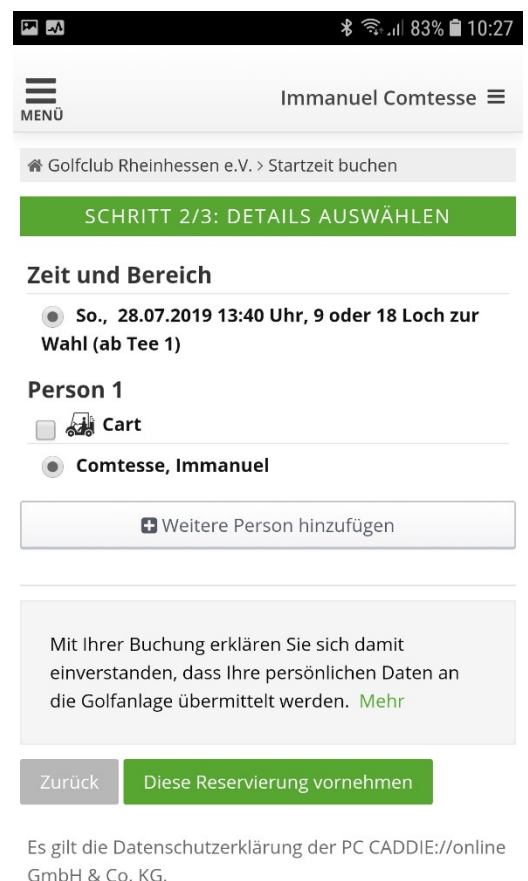 83% 10:27
MENÜ
Immanuel Comtesse
Golfclub Rheinhessen e.V. > Startzeit buchen
SCHRITT 2/3: DETAILS AUSWÄHLEN
Zeit und Bereich
So., 28.07.2019 13:40 Uhr, 9 oder 18 Loch zur
Wahl (ab Tee 1)
Person 1
Cart
Comtesse, Immanuel
Weitere Person hinzufügen
Mit Ihrer Buchung erklären Sie sich damit
einverstanden, dass Ihre persönlichen Daten an
die Golfanlage übermittelt werden. Mehr
Zurück
Diese Reservierung vornehmen
Es gilt die Datenschutzerklärung der PC CADDIE://online
GmbH & Co. KG.